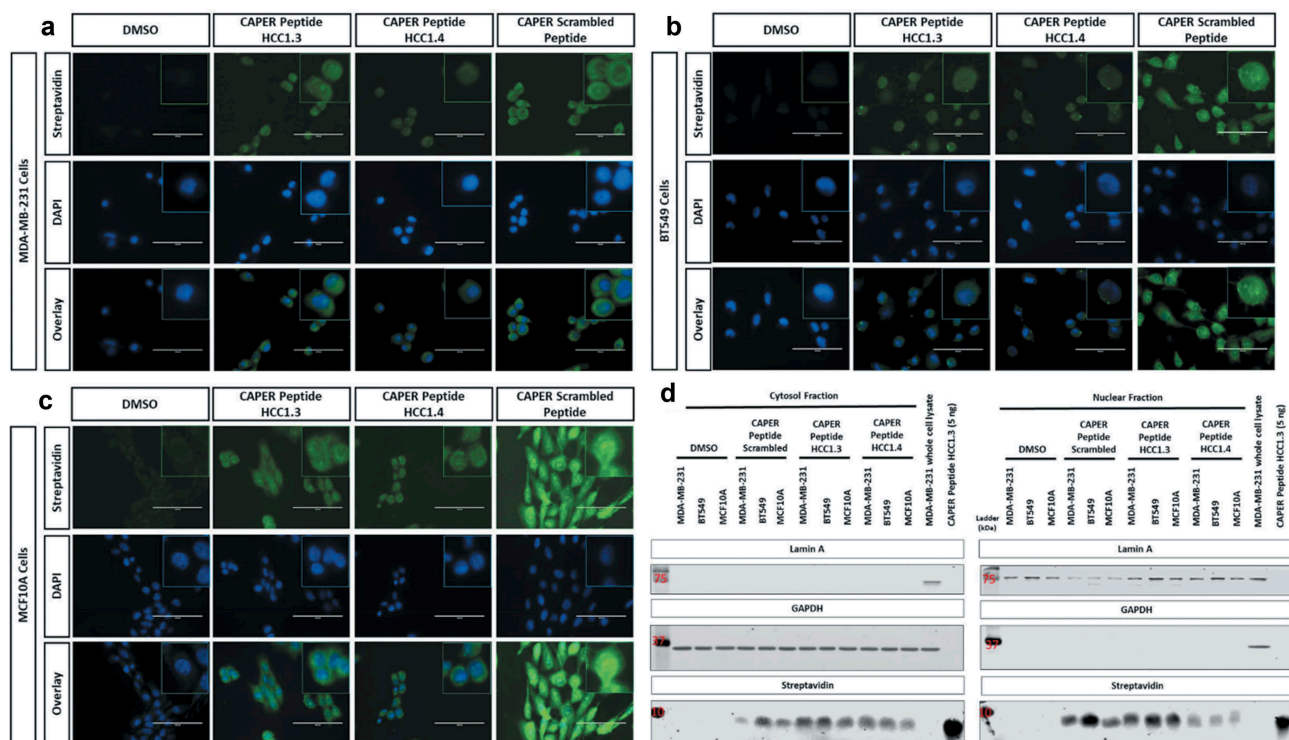 a
DMSO
CAPER Peptide
HCC1.3
CAPER Peptide
HCC1.4
CAPER Scrambled
Peptide
MDA-MB-231 Cells
Streptavidin
DAPI
Overlay
b
DMSO
CAPER Peptide
HCC1.3
CAPER Peptide
HCC1.4
CAPER Scrambled
Peptide
BT549 Cells
Streptavidin
DAPI
Overlay
c
DMSO
CAPER Peptide
HCC1.3
CAPER Peptide
HCC1.4
CAPER Scrambled
Peptide
MCF10A Cells
Streptavidin
DAPI
Overlay
d
Cytosol Fraction
DMSO
CAPER
Peptide
Scrambled
CAPER
Peptide
HCC1.3
CAPER
Peptide
HCC1.4
MDA-MB-231
BT549
MCF10A
MDA-MB-231
BT549
MCF10A
MDA-MB-231
BT549
MCF10A
MDA-MB-231
BT549
MCF10A
MDA-MB-231 whole cell lysate
CAPER Peptide HCC1.3 (5 ng)
Lamin A
75
GAPDH
37
Streptavidin
10
Nuclear Fraction
DMSO
CAPER
Peptide
Scrambled
CAPER
Peptide
HCC1.3
CAPER
Peptide
HCC1.4
Ladder
(kDa)
MDA-MB-231
BT549
MCF10A
MDA-MB-231
BT549
MCF10A
MDA-MB-231
BT549
MCF10A
MDA-MB-231
BT549
MCF10A
MDA-MB-231 whole cell lysate
CAPER Peptide HCC1.3 (5 ng)
Lamin A
75
GAPDH
37
Streptavidin
10